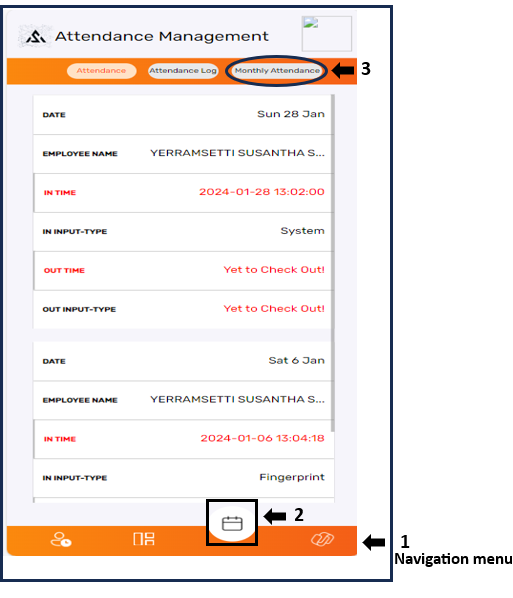 Attendance Management
Attendance Attendance Log Monthly Attendance 3
DATE Sun 28 Jan
EMPLOYEE NAME YERRAMSETTI SUSANTHA S...
IN TIME 2024-01-28 13:02:00
IN INPUT-TYPE System
OUT TIME Yet to Check Out!
OUT INPUT-TYPE Yet to Check Out!
DATE Sat 6 Jan
EMPLOYEE NAME YERRAMSETTI SUSANTHA S...
IN TIME 2024-01-06 13:04:18
IN INPUT-TYPE Fingerprint
2
1
Navigation menu